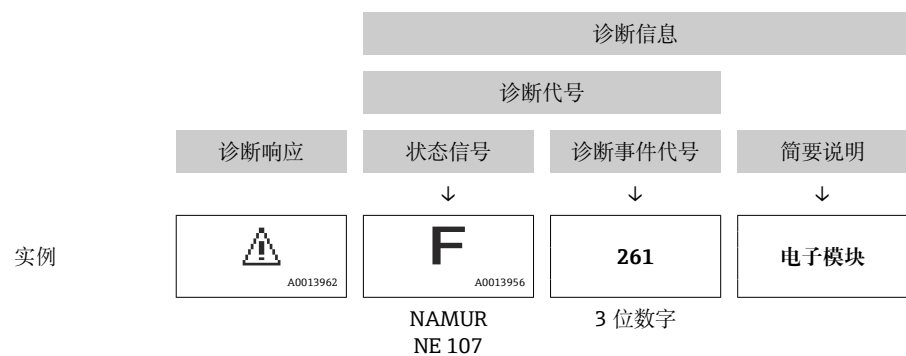 诊断信息
诊断代号
诊断响应 状态信号 诊断事件代号 简要说明
↓ ↓ ↓
实例 F 261 电子模块
A0013962 A0013956
NAMUR 3 位数字
NE 107